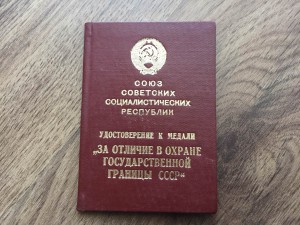 СОЮЗ
СОВЕТСКИХ
СОЦИАЛИСТИЧЕСКИХ
РЕСПУБЛИК
УДОСТОВЕРЕНИЕ К МЕДАЛИ
„ЗА ОТЛИЧИЕ В ОХРАНЕ
ГОСУДАРСТВЕННОЙ
ГРАНИЦЫ СССР“